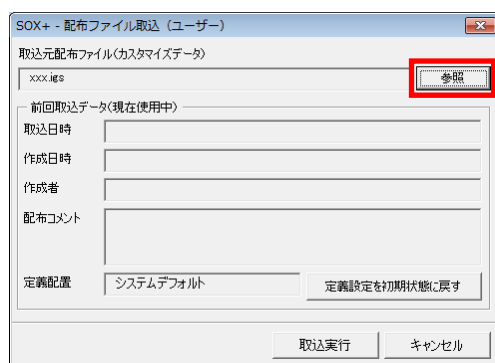 SOX+ - 配布ファイル取込（ユーザー）
取込元配布ファイル(カスタマイズデータ)
xxx.igs
参照
前回取込データ(現在使用中)
取込日時
作成日時
作成者
配布コメント
定義配置
システムデフォルト
定義設定を初期状態に戻す
取込実行
キャンセル